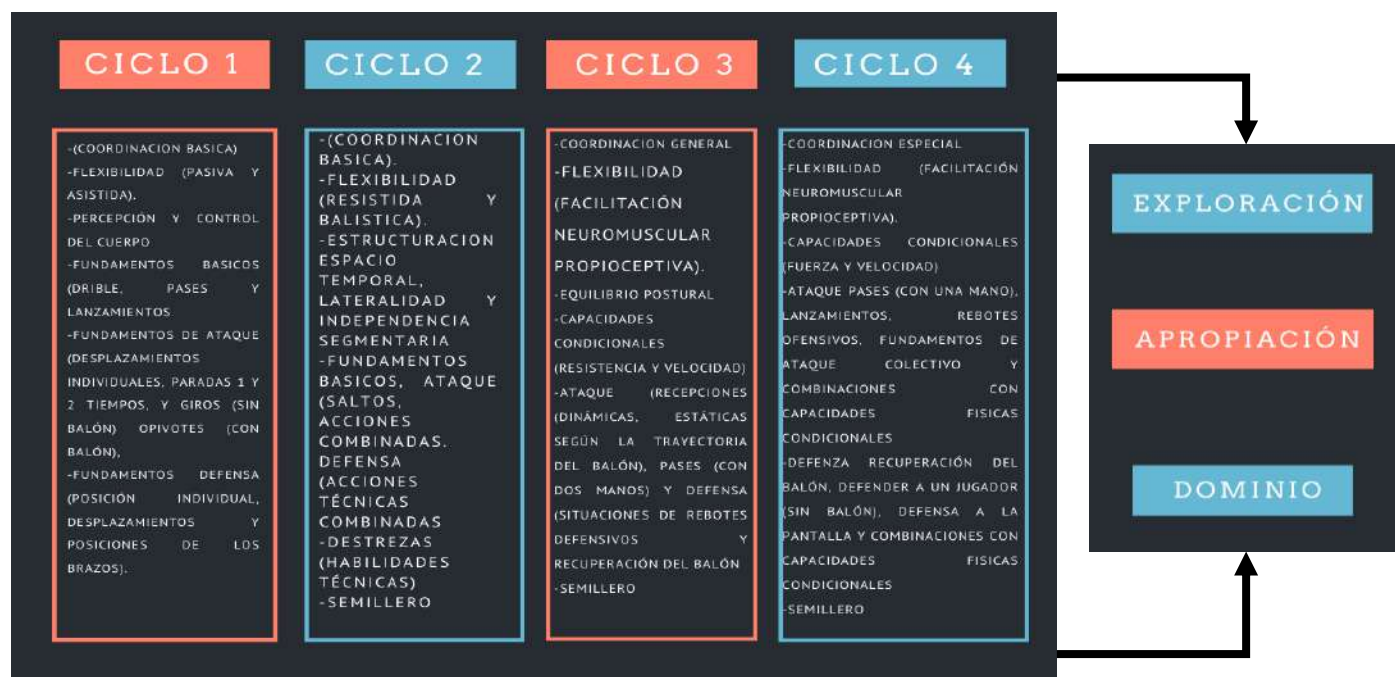 CICLO 1
-(COORDINACION BASICA)
-FLEXIBILIDAD (PASIVA Y
ASISTIDA).
-PERCEPCIÓN Y CONTROL
DEL CUERPO
-FUNDAMENTOS BASICOS
(DRIBLE, PASES Y
LANZAMIENTOS
-FUNDAMENTOS DE ATAQUE
(DESPLAZAMIENTOS
INDIVIDUALES, PARADAS 1 Y
2 TIEMPOS, Y GIROS (SIN
BALÓN) OPIVOTES (CON
BALÓN),
-FUNDAMENTOS DEFENSA
(POSICIÓN INDIVIDUAL,
DESPLAZAMIENTOS Y
POSICIONES DE LOS
BRAZOS).
CICLO 2
-(COORDINACION
BASICA).
-FLEXIBILIDAD
(RESISTIDA Y
BALISTICA).
-ESTRUCTURACION
ESPACIO
TEMPORAL,
LATERALIDAD Y
INDEPENDENCIA
SEGMENTARIA
-FUNDAMENTOS
BASICOS, ATAQUE
(SALTOS,
ACCIONES
COMBINADAS.
DEFENSA
(ACCIONES
TÉCNICAS
COMBINADAS
-DESTREZAS
(HABILIDADES
TÉCNICAS)
-SEMILLERO
CICLO 3
-COORDINACION GENERAL
-FLEXIBILIDAD
(FACILITACIÓN
NEUROMUSCULAR
PROPIOCEPTIVA).
-EQUILIBRIO POSTURAL
-CAPACIDADES
CONDICIONALES
(RESISTENCIA Y VELOCIDAD)
-ATAQUE (RECEPCIONES
(DINÁMICAS, ESTÁTICAS
SEGÚN LA TRAYECTORIA
DEL BALÓN), PASES (CON
DOS MANOS) Y DEFENSA
(SITUACIONES DE REBOTES
DEFENSIVOS Y
RECUPERACIÓN DEL BALÓN
-SEMILLERO
CICLO 4
-COORDINACION ESPECIAL
-FLEXIBILIDAD (FACILITACIÓN
NEUROMUSCULAR
PROPIOCEPTIVA).
-CAPACIDADES CONDICIONALES
(FUERZA Y VELOCIDAD)
-ATAQUE PASES (CON UNA MANO),
LANZAMIENTOS, REBOTES
OFENSIVOS, FUNDAMENTOS DE
ATAQUE COLECTIVO Y
COMBINACIONES CON
CAPACIDADES FISICAS
CONDICIONALES
-DEFENZA RECUPERACIÓN DEL
BALÓN, DEFENDER A UN JUGADOR
(SIN BALÓN), DEFENSA A LA
PANTALLA Y COMBINACIONES CON
CAPACIDADES FISICAS
CONDICIONALES
-SEMILLERO
EXPLORACIÓN
APROPIACIÓN
DOMINIO